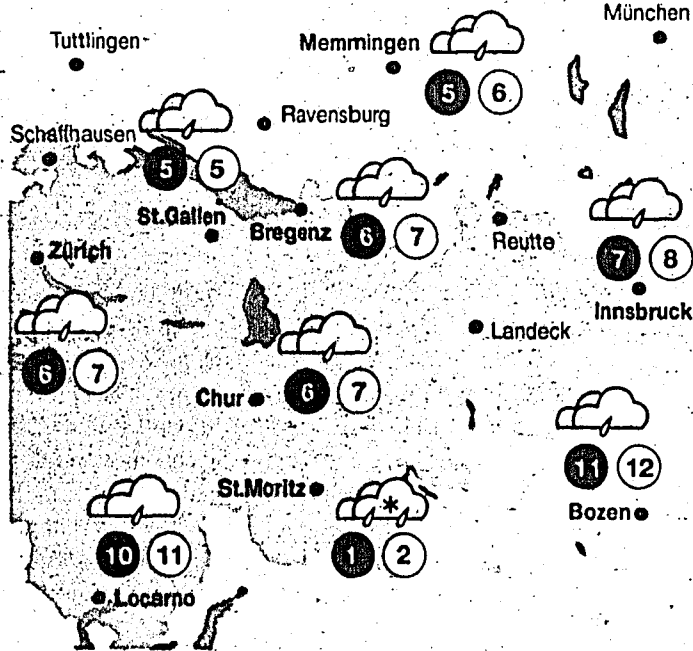 München
Tuttlingen
Memmingen
5 6
Ravensburg
Schaffhausen
5 5
St.Gallen
Bregenz
6 7
Reutte
Zürich
7 8
Innsbruck
Landeck
6 7
Chur
6 7
11 12
St.Moritz
*
Bozen
10 11
1 2
Locarno